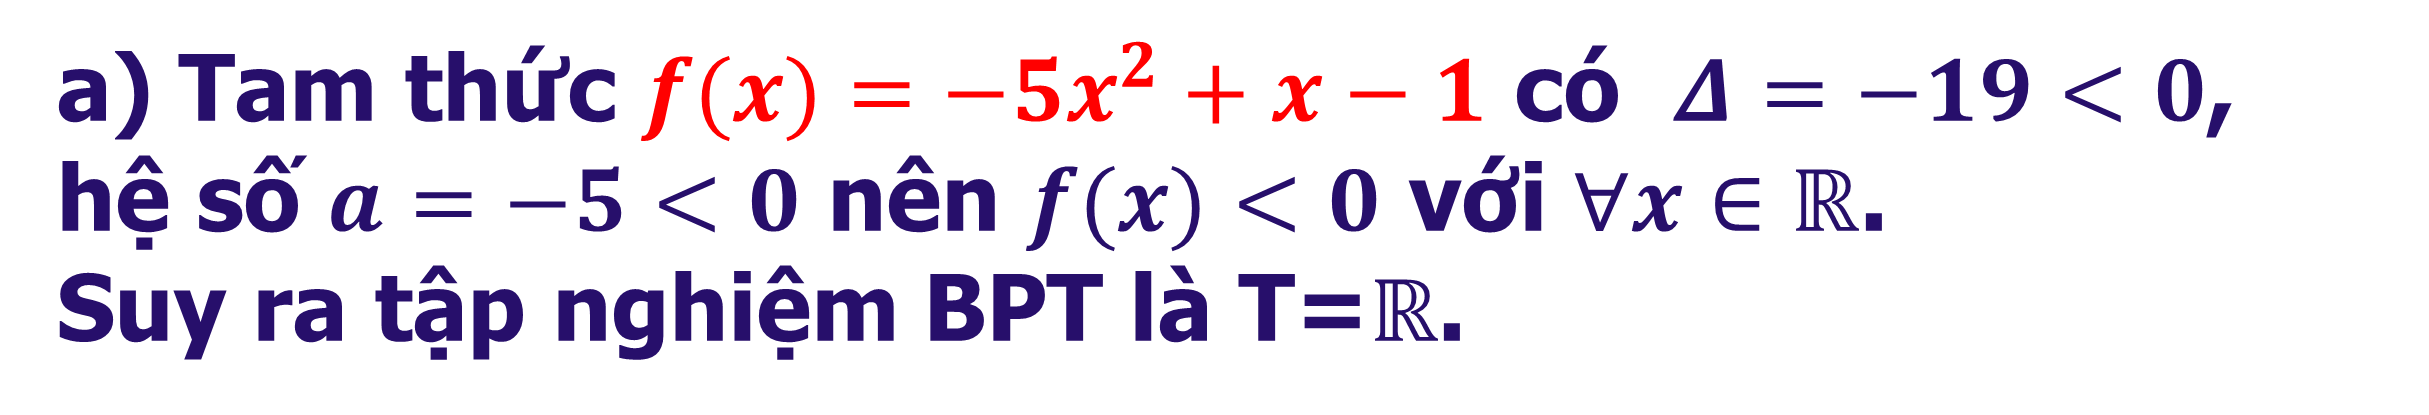 a) Tam thức f(x) = −5x² + x − 1 có Δ = −19 < 0,
hệ số a = −5 < 0 nên f(x) < 0 với ∀x ∈ ℝ.
Suy ra tập nghiệm BPT là T=ℝ.